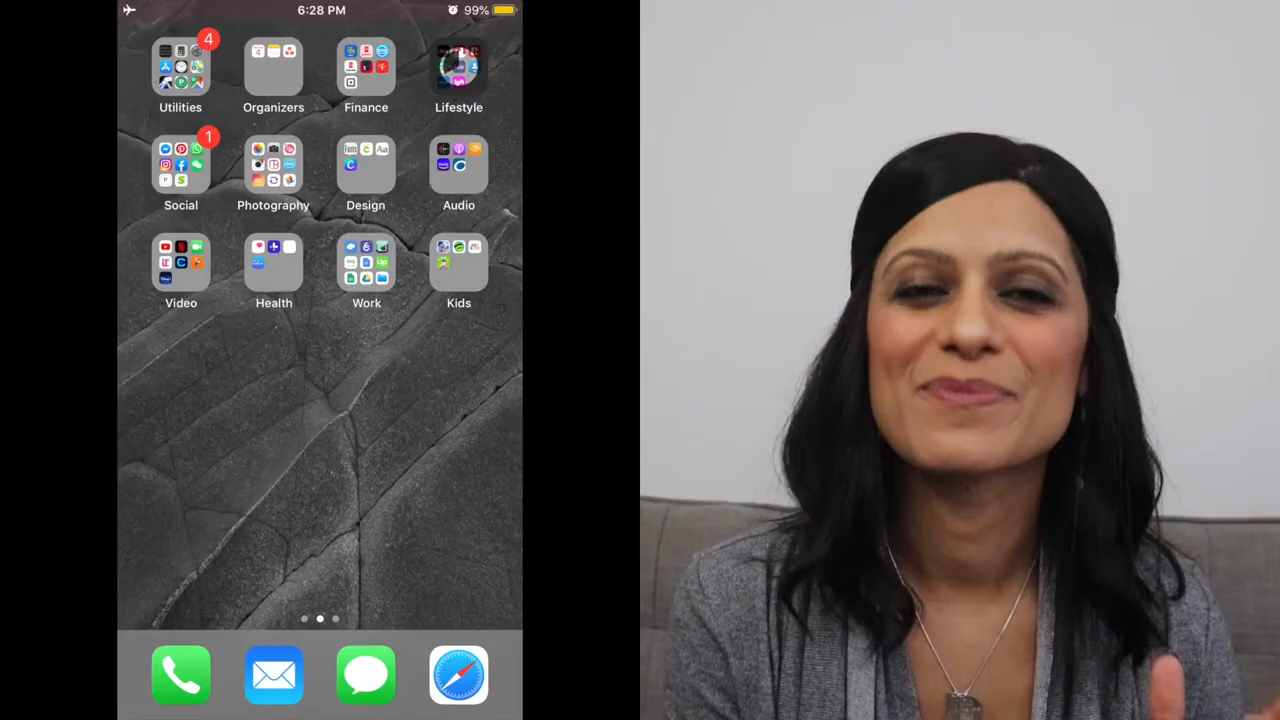 6:28 PM 99%
4
Utilities Organizers Finance Lifestyle
1
Social Photography Design Audio
Video Health Work Kids